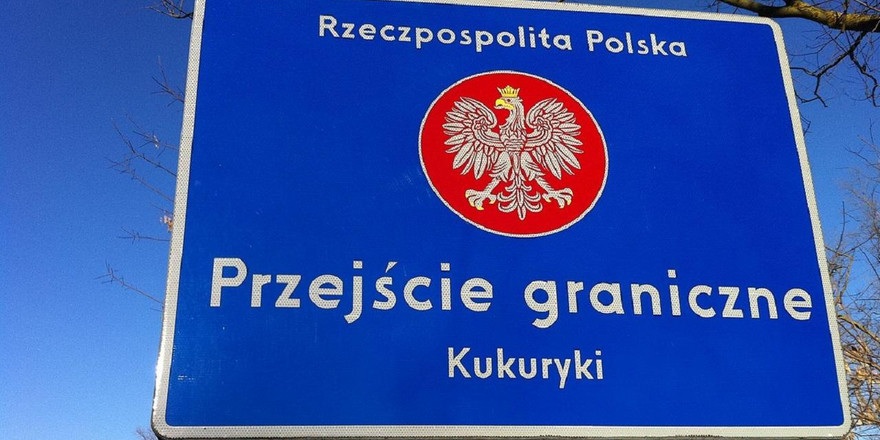 Rzeczpospolita Polska
Przejście graniczne
Kukuryki